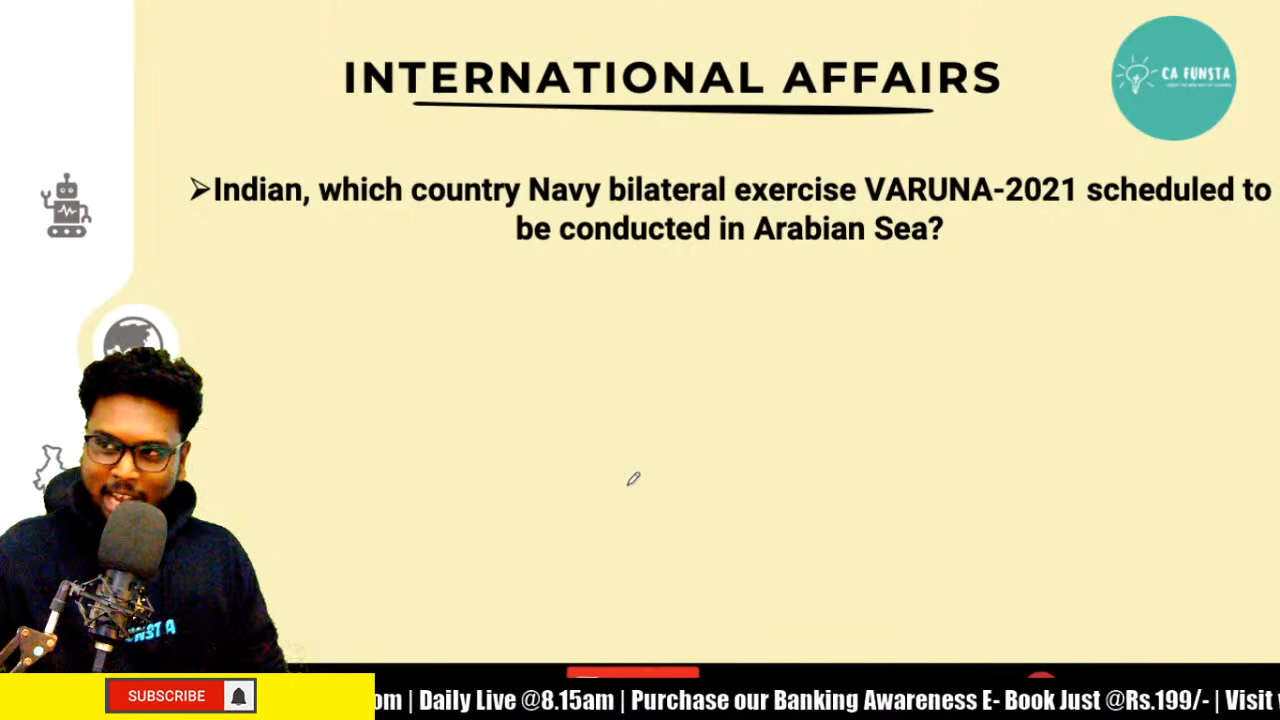 INTERNATIONAL AFFAIRS
CA FUNSTA
➢Indian, which country Navy bilateral exercise VARUNA-2021 scheduled to
be conducted in Arabian Sea?
SUBSCRIBE
| Daily Live @8.15am | Purchase our Banking Awareness E- Book Just @Rs.199/- | Visit